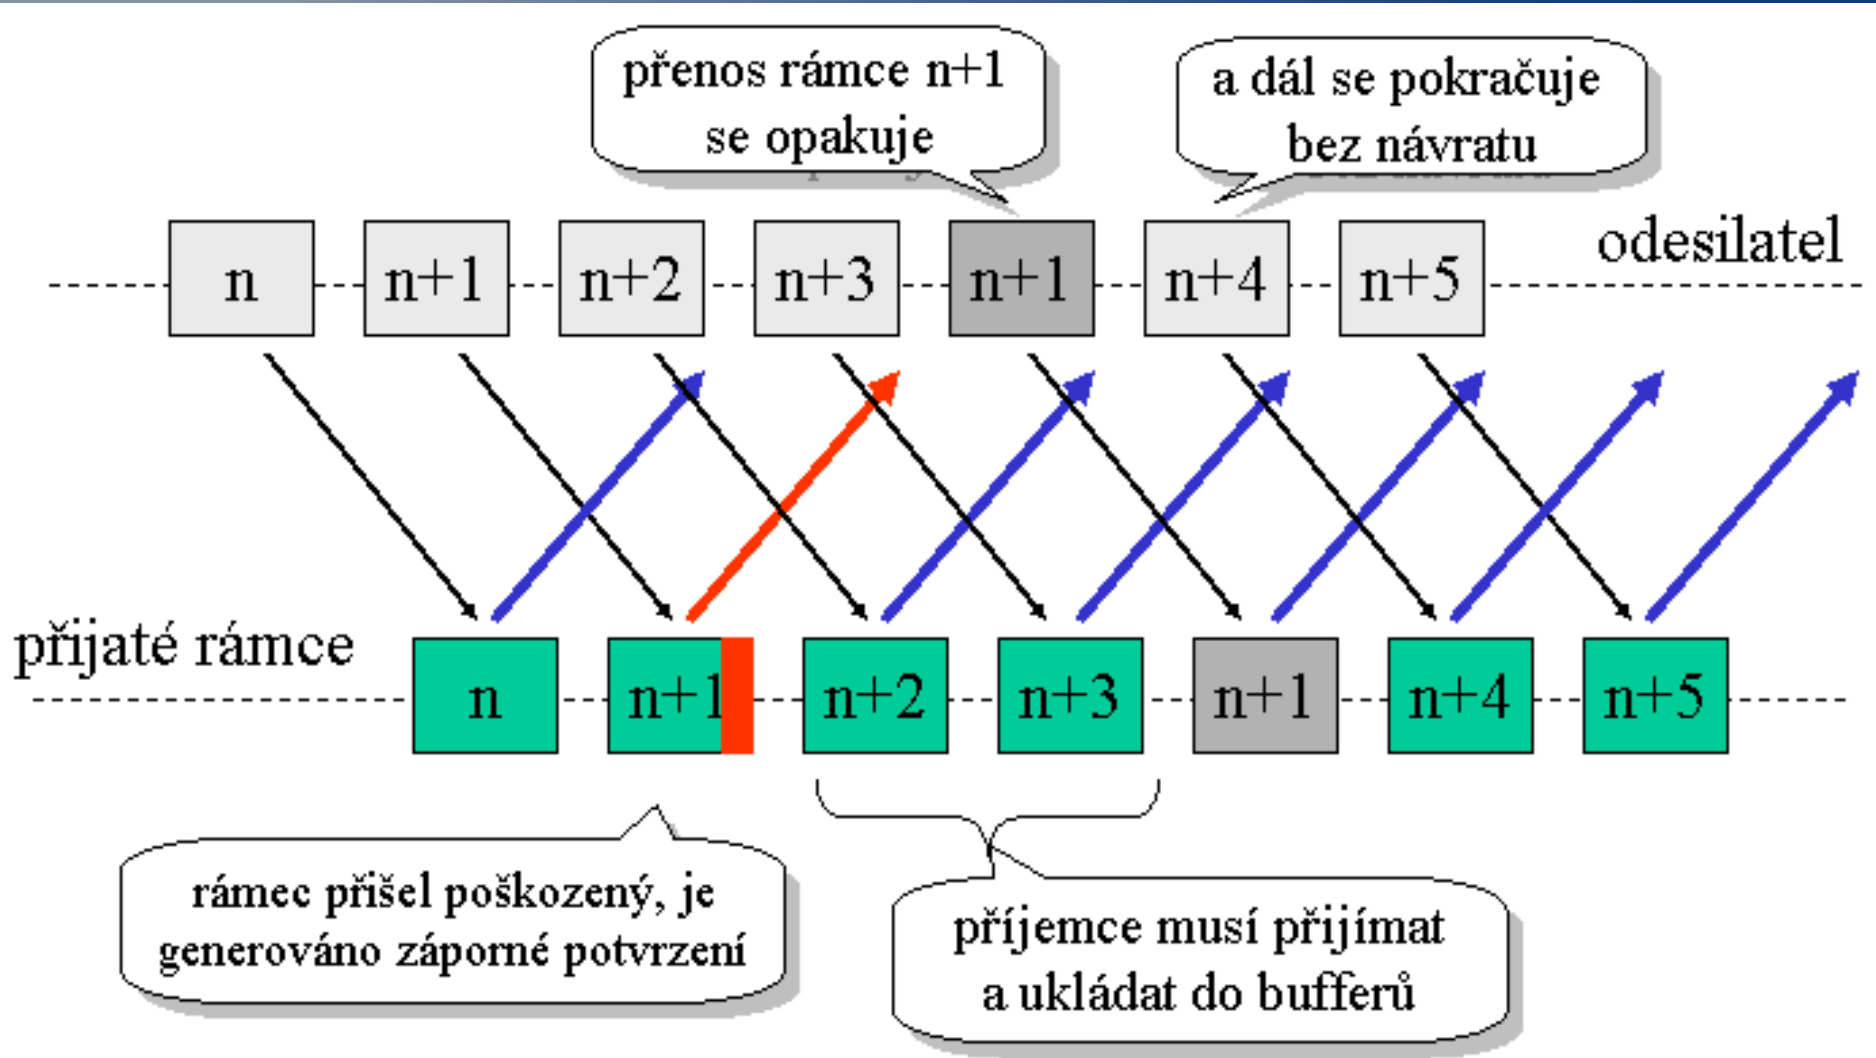 přenos rámce n+1
se opakuje
a dál se pokračuje
bez návratu
odesilatel
n
n+1
n+2
n+3
n+1
n+4
n+5
přijaté rámce
n
n+1
n+2
n+3
n+1
n+4
n+5
rámec přišel poškozený, je
generováno záporné potvrzení
příjemce musí přijímat
a ukládat do bufferů